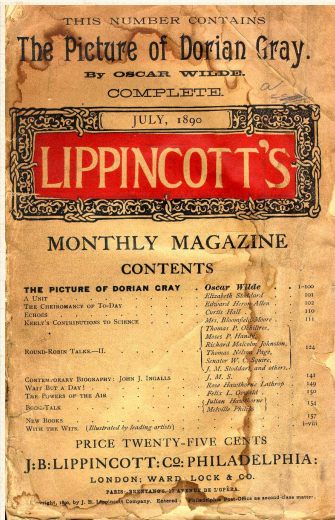 THIS NUMBER CONTAINS
The Picture of Dorian Gray.
BY OSCAR WILDE.
COMPLETE.
JULY, 1890
LIPPINCOTT'S
MONTHLY MAGAZINE
CONTENTS
THE PICTURE OF DORIAN GRAY . Oscar Wilde . 1-100
A UNIT . Elizabeth Stoddard 101
THE CHEIROMANCY OF TO-DAY . Edward Heron-Allen 102
ECHOES . Curtis Hall . 110
KEELY'S CONTRIBUTIONS TO SCIENCE . Mrs. Bloomfield-Moore . 111
Thomas P. Ochiltree,
Moses P. Handy,
Richard Malcolm Johnston,
ROUND-ROBIN TALKS.—II. Thomas Nelson Page, 124
Senator W. C. Squire,
J. M. Stoddart, and others.
CONTEMPORARY BIOGRAPHY: JOHN J. INGALLS . J. M. S. 141
WAIT BUT A DAY! . Rose Hawthorne Lathrop 149
THE POWERS OF THE AIR . Felix L. Oswald 150
BOOK-TALK Julian Hawthorne 154
Melville Philips
NEW BOOKS 157
WITH THE WITS. (Illustrated by leading artists) i-viii
PRICE TWENTY-FIVE CENTS
J:B:LIPPINCOTT:Co:PHILADELPHIA:
LONDON: WARD, LOCK & CO.
PARIS: BRENTANO'S, 17 AVENUE DE L'OPÉRA.
Copyright, 1890, by J. B. Lippincott Company. Entered Philadelphia Post-Office as second-class matter.